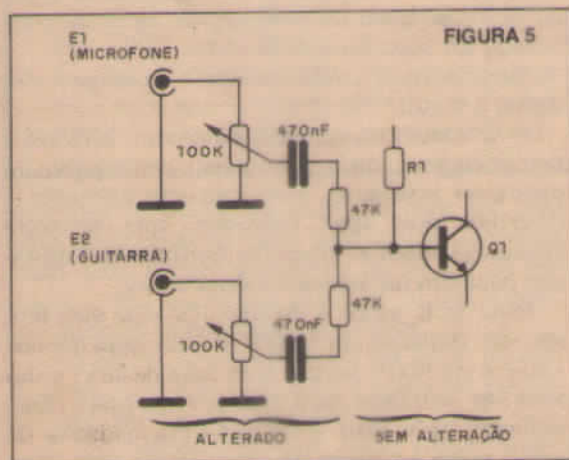 E1
(MICROFONE)
FIGURA 5
470nF
100K
R1
47K
Q1
E2
(GUITARRA)
47K
100K
470nF
ALTERADO
SEM ALTERAÇÃO